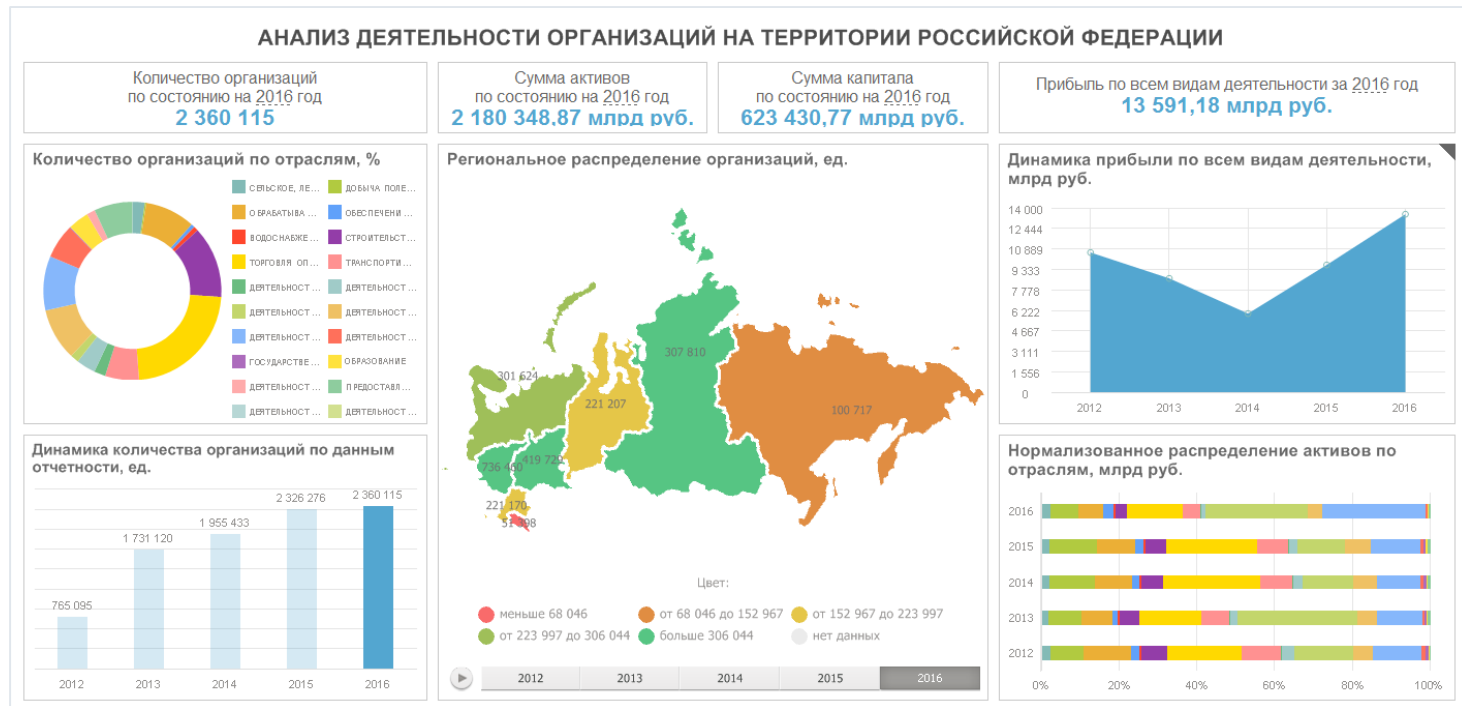 АНАЛИЗ ДЕЯТЕЛЬНОСТИ ОРГАНИЗАЦИЙ НА ТЕРРИТОРИИ РОССИЙСКОЙ ФЕДЕРАЦИИ
Количество организаций
по состоянию на 2016 год
2 360 115
Сумма активов
по состоянию на 2016 год
2 180 348,87 млрд руб.
Сумма капитала
по состоянию на 2016 год
623 430,77 млрд руб.
Прибыль по всем видам деятельности за 2016 год
13 591,18 млрд руб.
Количество организаций по отраслям, %
СЕЛЬСКОЕ, ЛЕ...
ДОБЫЧА ПОЛЕ...
ОБРАБАТЫВА ...
ОБЕСПЕЧЕНИ ...
ВОДОСНАБЖЕ ...
СТРОИТЕЛЬСТ ...
ТОРГОВЛЯ ОП ...
ТРАНСПОРТИ ...
ДЕЯТЕЛЬНОСТ ...
ДЕЯТЕЛЬНОСТ ...
ДЕЯТЕЛЬНОСТ ...
ДЕЯТЕЛЬНОСТ ...
ДЕЯТЕЛЬНОСТ ...
ДЕЯТЕЛЬНОСТ ...
ГОСУДАРСТВЕ ...
ОБРАЗОВАНИЕ
ДЕЯТЕЛЬНОСТ ...
ПРЕДОСТАВЛ ...
ДЕЯТЕЛЬНОСТ ...
ДЕЯТЕЛЬНОСТ ...
Динамика количества организаций по данным
отчетности, ед.
765 095
1 731 120
1 955 433
2 326 276
2 360 115
2012
2013
2014
2015
2016
Региональное распределение организаций, ед.
301 624
221 207
307 810
100 717
736 460
419 729
221 170
51 398
Цвет:
меньше 68 046
от 68 046 до 152 967
от 152 967 до 223 997
от 223 997 до 306 044
больше 306 044
нет данных
2012
2013
2014
2015
2016
Динамика прибыли по всем видам деятельности,
млрд руб.
14 000
12 444
10 889
9 333
7 778
6 222
4 667
3 111
1 556
0
2012
2013
2014
2015
2016
Нормализованное распределение активов по
отраслям, млрд руб.
2016
2015
2014
2013
2012
0%
20%
40%
60%
80%
100%